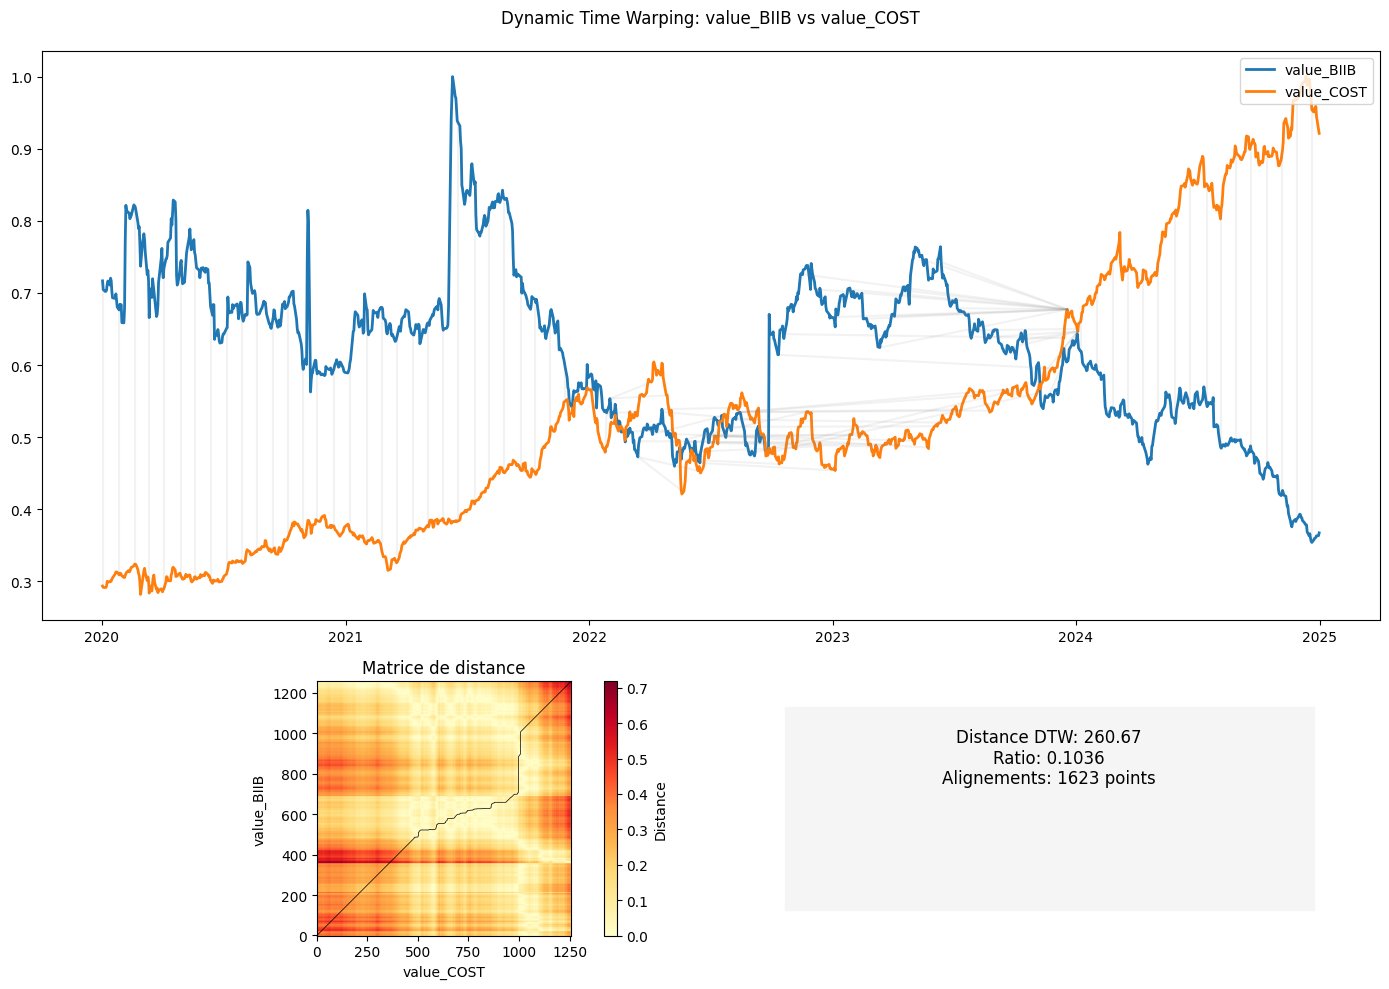 Dynamic Time Warping: value_BIIB vs value_COST
1.0
0.9
0.8
0.7
0.6
0.5
0.4
0.3
value_BIIB
value_COST
2020 2021 2022 2023 2024 2025
Matrice de distance
1200
1000
800
600
400
200
0
value_BIIB
0 250 500 750 1000 1250
value_COST
0.7
0.6
0.5
0.4
0.3
0.2
0.1
0.0
Distance
Distance DTW: 260.67
Ratio: 0.1036
Alignements: 1623 points